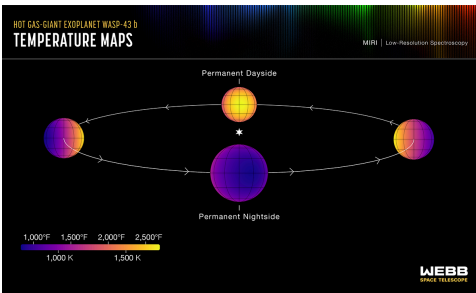 HOT GAS-GIANT EXOPLANET WASP-43 b
TEMPERATURE MAPS
MIRI | Low-Resolution Spectroscopy
Permanent Dayside
Permanent Nightside
1,000°F 1,500°F 2,000°F 2,500°F
1,000 K 1,500 K
WEBB
SPACE TELESCOPE